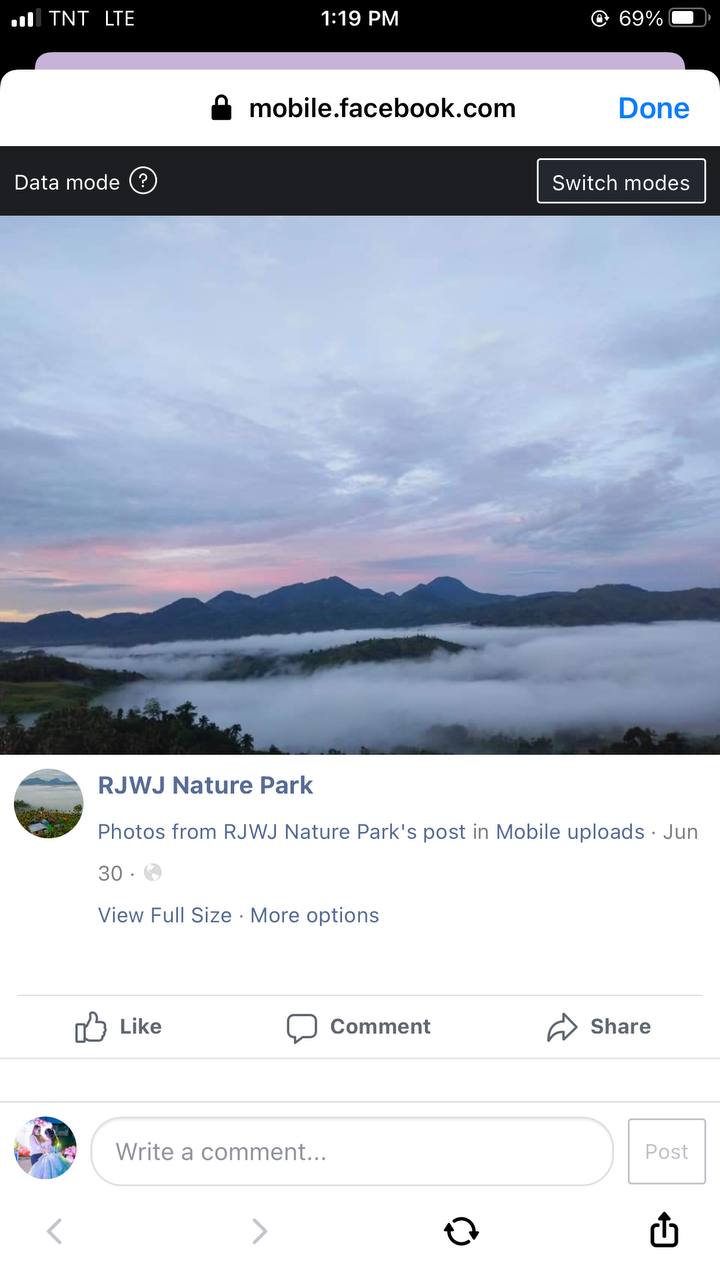 TNT LTE 1:19 PM 69%
mobile.facebook.com Done
Data mode ? Switch modes
RJWJ Nature Park
Photos from RJWJ Nature Park's post in Mobile uploads · Jun
30 ·
View Full Size · More options
Like Comment Share
Write a comment... Post